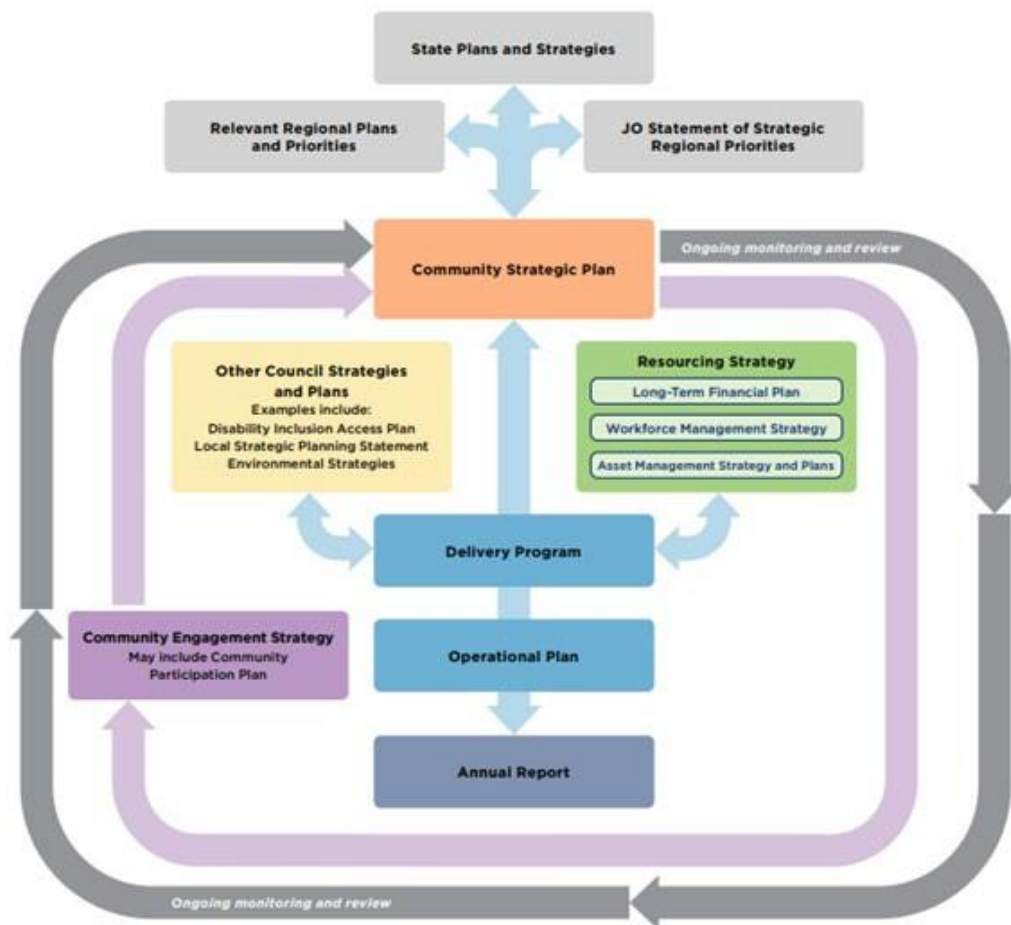 State Plans and Strategies
Relevant Regional Plans
and Priorities
JO Statement of Strategic
Regional Priorities
Community Strategic Plan
Ongoing monitoring and review
Other Council Strategies
and Plans
Examples include:
Disability Inclusion Access Plan
Local Strategic Planning Statement
Environmental Strategies
Resourcing Strategy
Long-Term Financial Plan
Workforce Management Strategy
Asset Management Strategy and Plans
Delivery Program
Community Engagement Strategy
May include Community
Participation Plan
Operational Plan
Annual Report
Ongoing monitoring and review